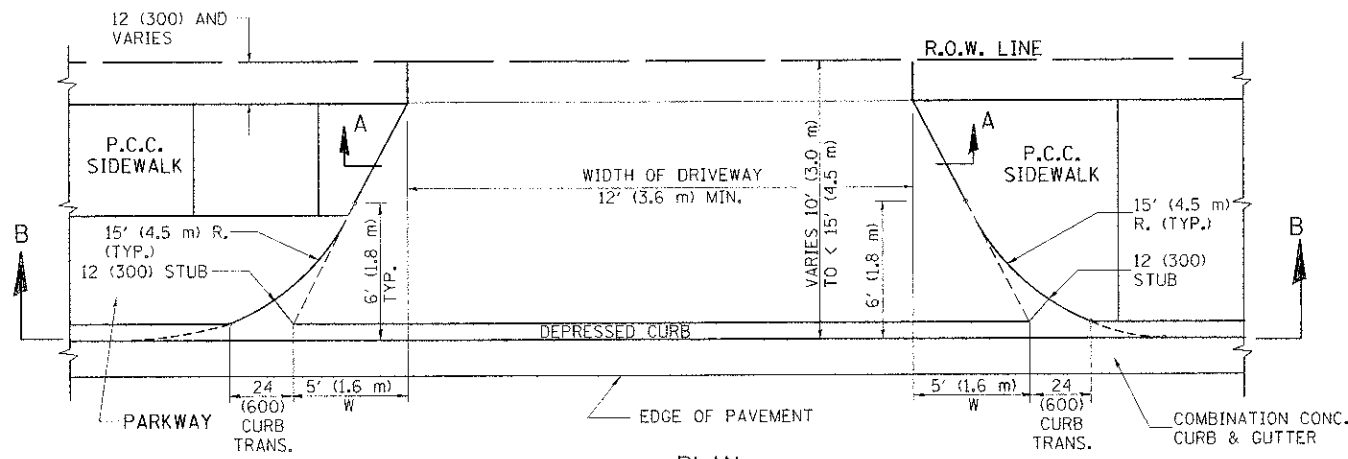 12 (300) AND
VARIES
R.O.W. LINE
A
A
P.C.C.
SIDEWALK
P.C.C.
SIDEWALK
WIDTH OF DRIVEWAY
12' (3.6 m) MIN.
VARIES 10' (3.0 m)
TO < 15' (4.5 m)
15' (4.5 m) R.
(TYP.)
12 (300) STUB
6' (1.8 m)
TYP.
6' (1.8 m)
15' (4.5 m)
R. (TYP.)
12 (300)
STUB
B
B
DEPRESSED CURB
24
(600)
CURB
TRANS.
5' (1.6 m)
W
5' (1.6 m)
W
24
(600)
CURB
TRANS.
PARKWAY
EDGE OF PAVEMENT
COMBINATION CONC.
CURB & GUTTER